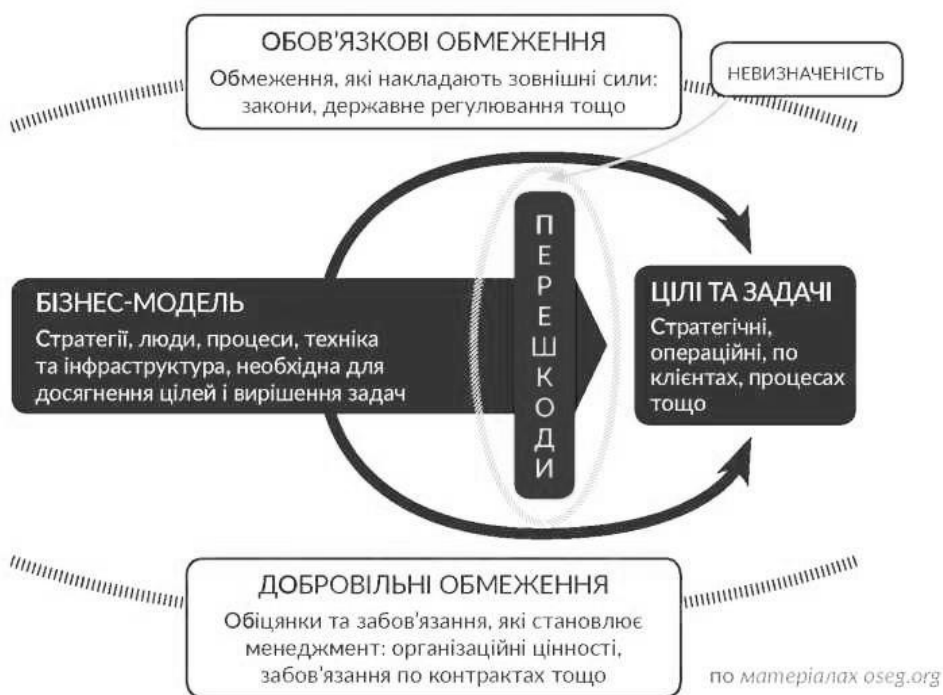 ОБОВ'ЯЗКОВІ ОБМЕЖЕННЯ
Обмеження, які накладають зовнішні сили:
закони, державне регулювання тощо
НЕВИЗНАЧЕНІСТЬ
БІЗНЕС-МОДЕЛЬ
Стратегії, люди, процеси, техніка
та інфраструктура, необхідна для
досягнення цілей і вирішення задач
ПЕРЕШКОДИ
ЦІЛІ ТА ЗАДАЧІ
Стратегічні,
операційні, по
клієнтах, процесах
тощо
ДОБРОВІЛЬНІ ОБМЕЖЕННЯ
Обіцянки та забов'язання, які становлює
менеджмент: організаційні цінності,
забов'язання по контрактах тощо
по матеріалах oseg.org